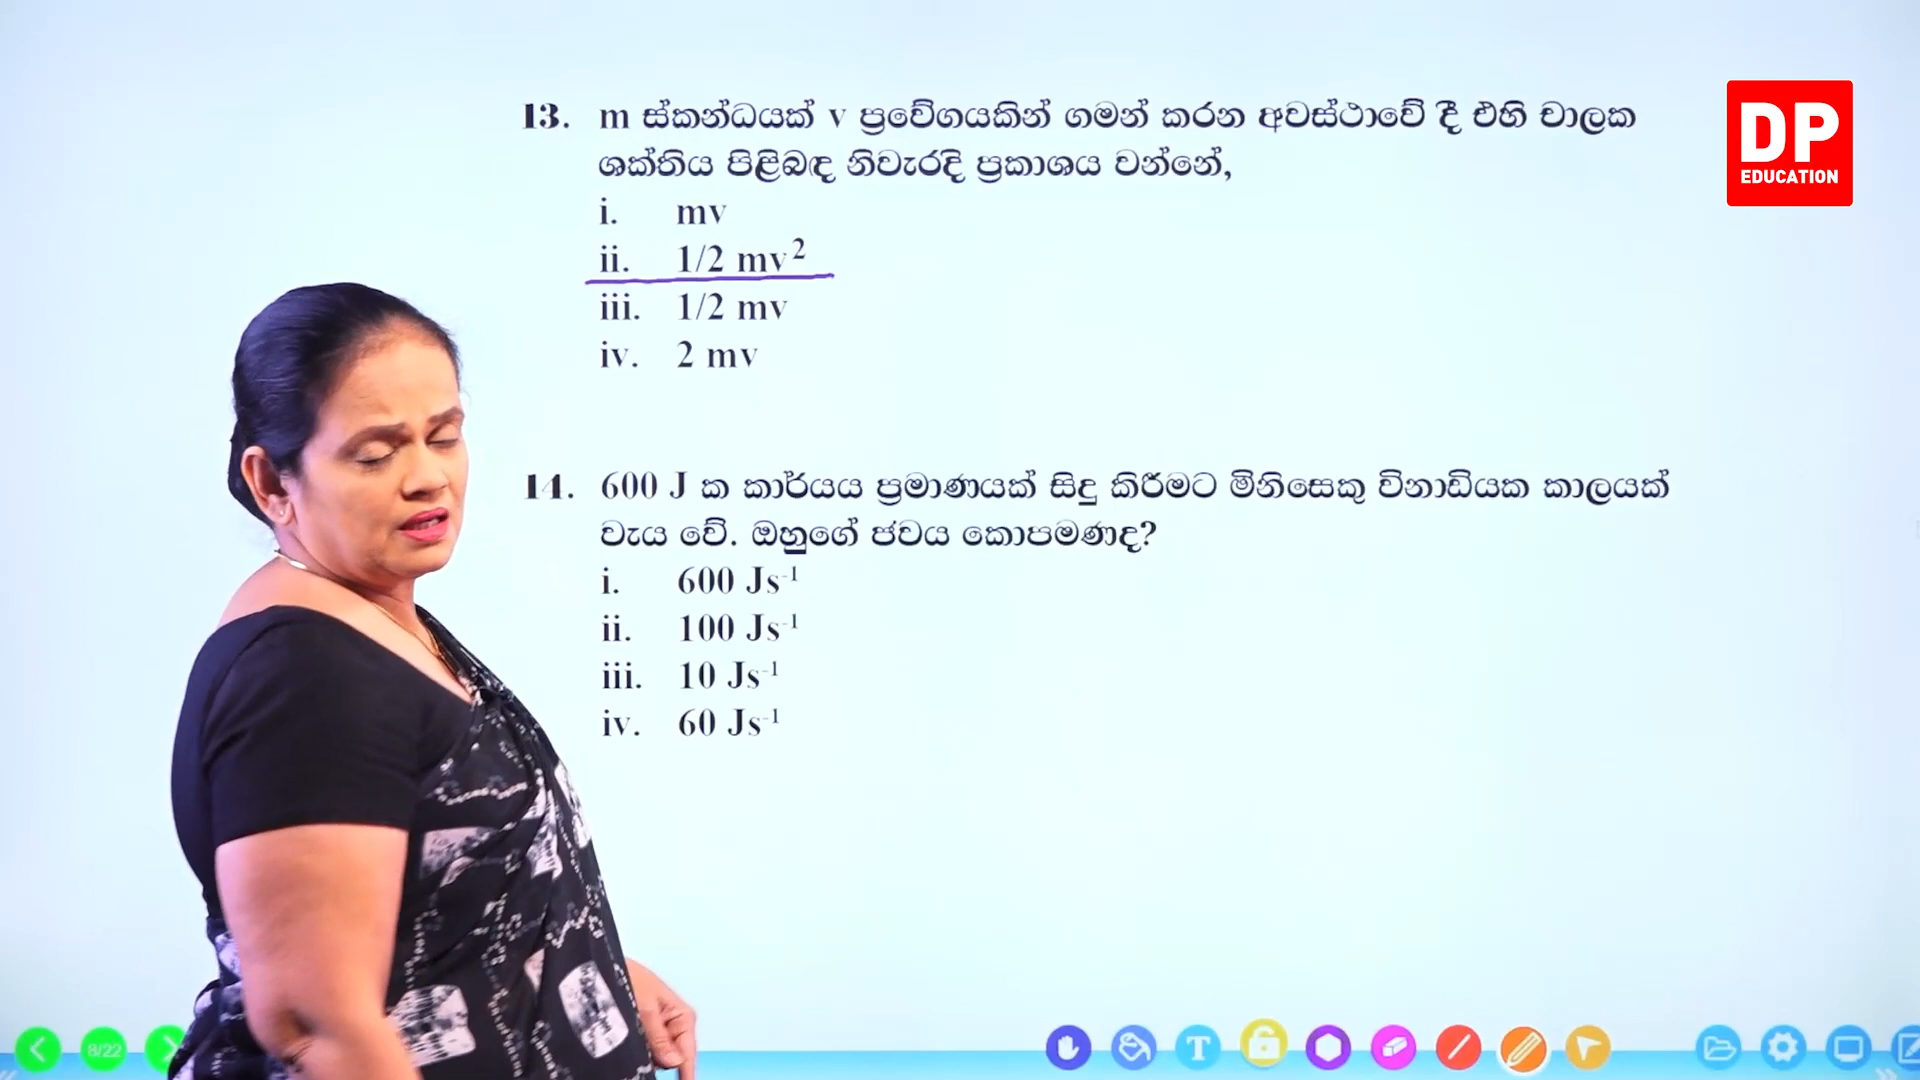 13. m ස්කන්ධයක් v ප්‍රවේගයකින් ගමන් කරන අවස්ථාවේ දී එහි චාලක
ශක්තිය පිළිබඳ නිවැරදි ප්‍රකාශය වන්නේ,
i. mv
ii. 1/2 mv²
iii. 1/2 mv
iv. 2 mv
14. 600 J ක කාර්යය ප්‍රමාණයක් සිදු කිරීමට මිනිසෙකු විනාඩියක කාලයක්
වැය වේ. ඔහුගේ ජවය කොපමණද?
i. 600 Js⁻¹
ii. 100 Js⁻¹
iii. 10 Js⁻¹
iv. 60 Js⁻¹
DP
EDUCATION
8/22
T